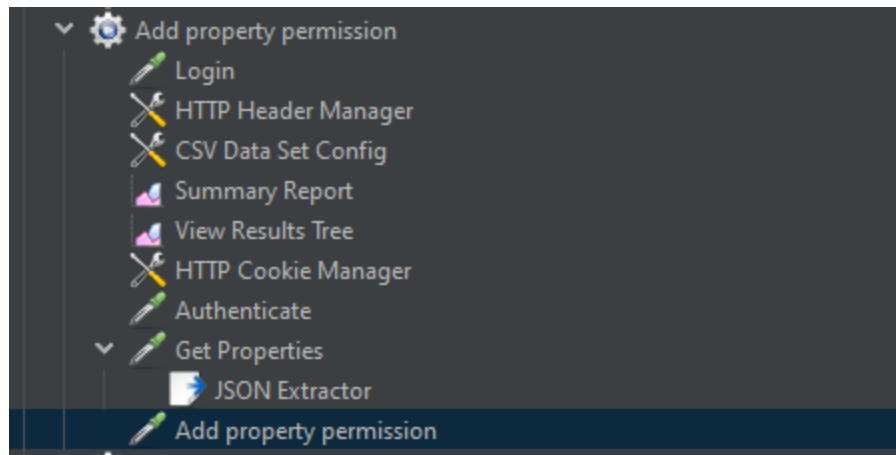 Add property permission
Login
HTTP Header Manager
CSV Data Set Config
Summary Report
View Results Tree
HTTP Cookie Manager
Authenticate
Get Properties
JSON Extractor
Add property permission